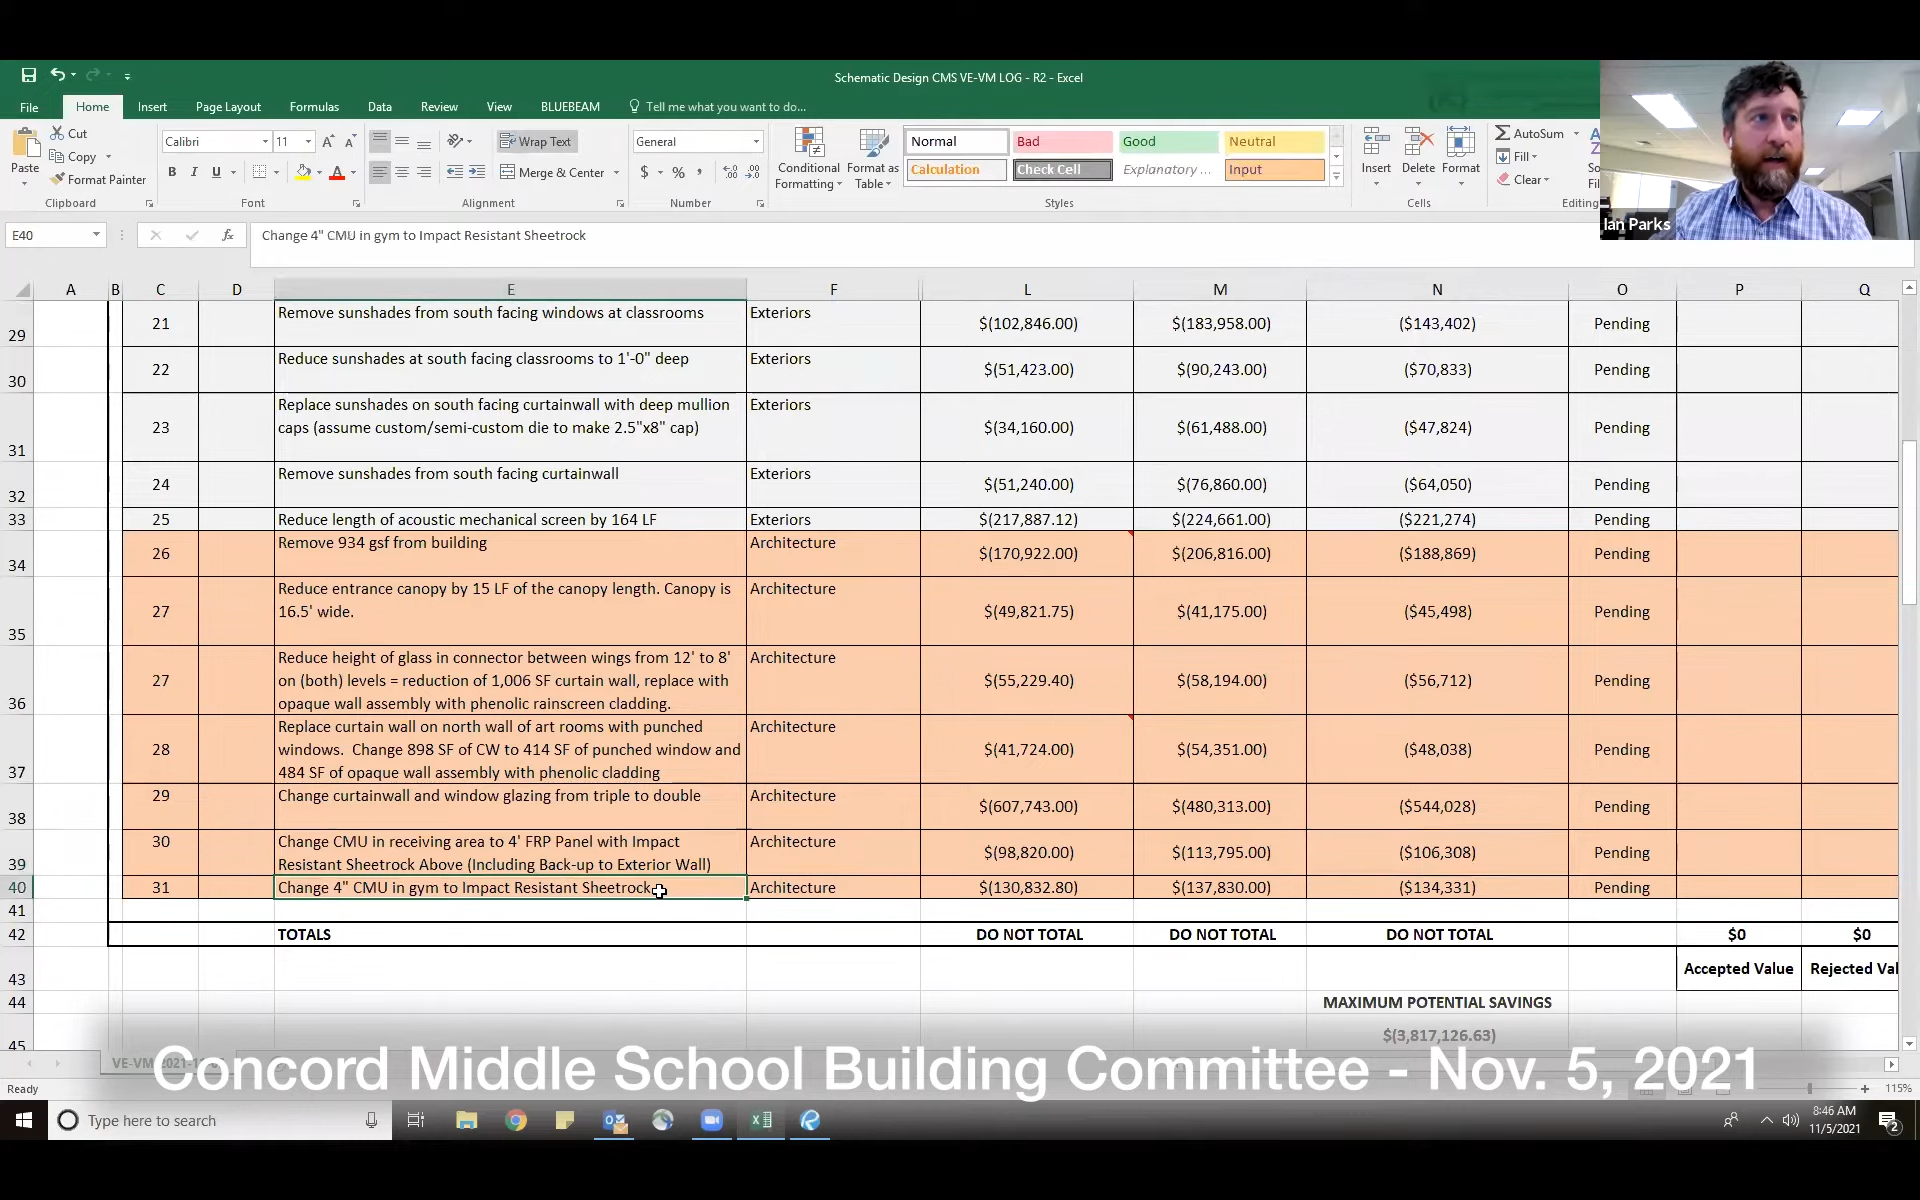 Schematic Design CMS VE-VM LOG - R2 - Excel
File Home Insert Page Layout Formulas Data Review View BLUEBEAM Tell me what you want to do...
Cut
Copy
Format Painter
Paste
Clipboard
Calibri 11
B I U
Font
Wrap Text
Merge & Center
Alignment
General
$ % ,
Number
Conditional Formatting
Format as Table
Normal Bad Good Neutral
Calculation Check Cell Explanatory ... Input
Styles
Insert Delete Format
Cells
AutoSum
Fill
Clear
Editing
Ian Parks
E40 fx Change 4" CMU in gym to Impact Resistant Sheetrock
A B C D E F L M N O P Q
29 21 Remove sunshades from south facing windows at classrooms Exteriors $(102,846.00) $(183,958.00) ($143,402) Pending
30 22 Reduce sunshades at south facing classrooms to 1'-0" deep Exteriors $(51,423.00) $(90,243.00) ($70,833) Pending
31 23 Replace sunshades on south facing curtainwall with deep mullion
caps (assume custom/semi-custom die to make 2.5"x8" cap) Exteriors $(34,160.00) $(61,488.00) ($47,824) Pending
32 24 Remove sunshades from south facing curtainwall Exteriors $(51,240.00) $(76,860.00) ($64,050) Pending
33 25 Reduce length of acoustic mechanical screen by 164 LF Exteriors $(217,887.12) $(224,661.00) ($221,274) Pending
34 26 Remove 934 gsf from building Architecture $(170,922.00) $(206,816.00) ($188,869) Pending
35 27 Reduce entrance canopy by 15 LF of the canopy length. Canopy is
16.5' wide. Architecture $(49,821.75) $(41,175.00) ($45,498) Pending
36 27 Reduce height of glass in connector between wings from 12' to 8'
on (both) levels = reduction of 1,006 SF curtain wall, replace with
opaque wall assembly with phenolic rainscreen cladding. Architecture $(55,229.40) $(58,194.00) ($56,712) Pending
37 28 Replace curtain wall on north wall of art rooms with punched
windows. Change 898 SF of CW to 414 SF of punched window and
484 SF of opaque wall assembly with phenolic cladding Architecture $(41,724.00) $(54,351.00) ($48,038) Pending
38 29 Change curtainwall and window glazing from triple to double Architecture $(607,743.00) $(480,313.00) ($544,028) Pending
39 30 Change CMU in receiving area to 4' FRP Panel with Impact
Resistant Sheetrock Above (Including Back-up to Exterior Wall) Architecture $(98,820.00) $(113,795.00) ($106,308) Pending
40 31 Change 4" CMU in gym to Impact Resistant Sheetrock Architecture $(130,832.80) $(137,830.00) ($134,331) Pending
41
42 TOTALS DO NOT TOTAL DO NOT TOTAL DO NOT TOTAL $0 $0
43 Accepted Value Rejected Val
44 MAXIMUM POTENTIAL SAVINGS
45 $(3,817,126.63)
Concord Middle School Building Committee - Nov. 5, 2021
Ready 115%
Type here to search
8:46 AM
11/5/2021
2